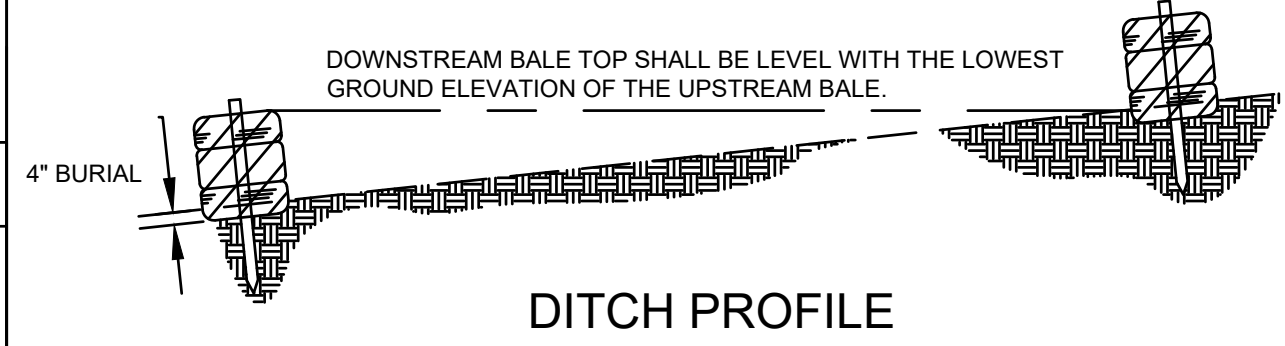 DOWNSTREAM BALE TOP SHALL BE LEVEL WITH THE LOWEST
GROUND ELEVATION OF THE UPSTREAM BALE.
4" BURIAL
DITCH PROFILE